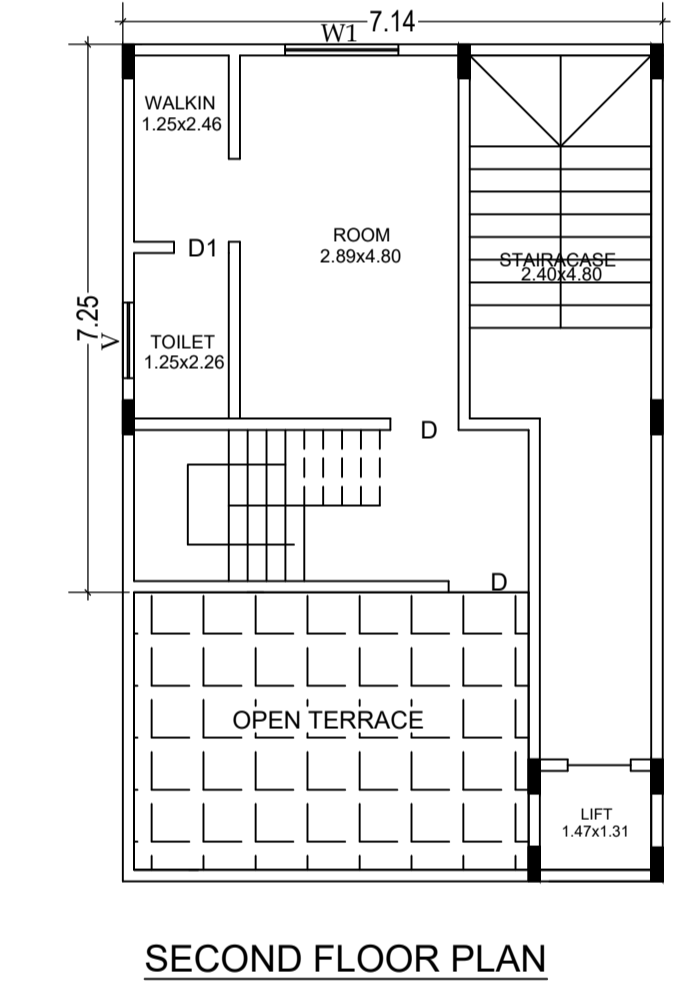 7.14
W1
WALKIN
1.25x2.46
ROOM
2.89x4.80
D1
STAIRACASE
2.40x4.80
7.25
V
TOILET
1.25x2.26
D
D
OPEN TERRACE
LIFT
1.47x1.31
SECOND FLOOR PLAN